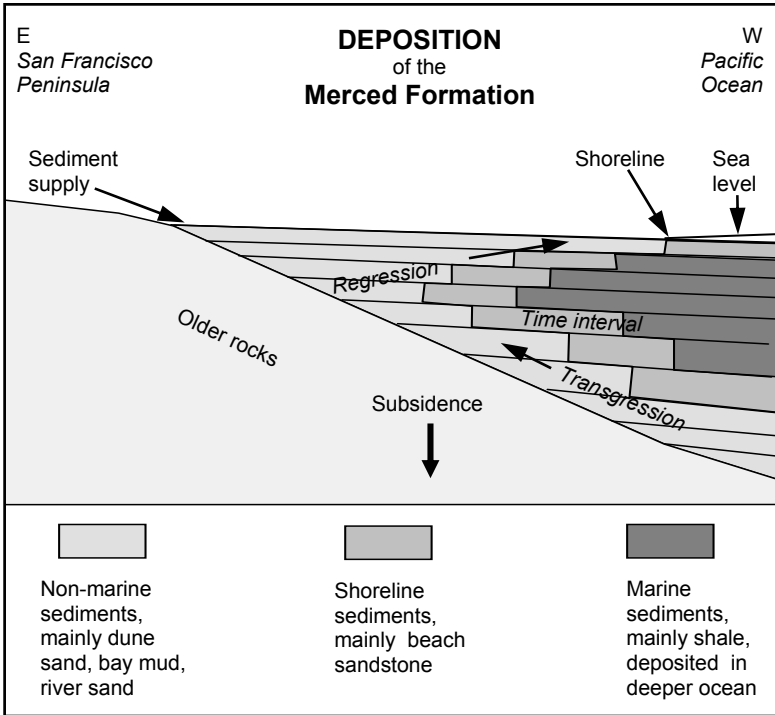 E
San Francisco
Peninsula
DEPOSITION
of the
Merced Formation
W
Pacific
Ocean
Sediment
supply
Shoreline
Sea
level
Regression
Time interval
Older rocks
Transgression
Subsidence
Non-marine
sediments,
mainly dune
sand, bay mud,
river sand
Shoreline
sediments,
mainly beach
sandstone
Marine
sediments,
mainly shale,
deposited in
deeper ocean